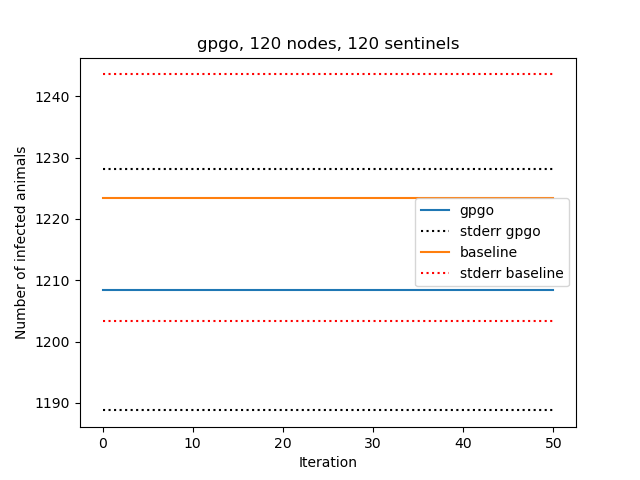 gpgo, 120 nodes, 120 sentinels
Number of infected animals
1240
1230
1220
1210
1200
1190
gpgo
stderr gpgo
baseline
stderr baseline
0 10 20 30 40 50
Iteration